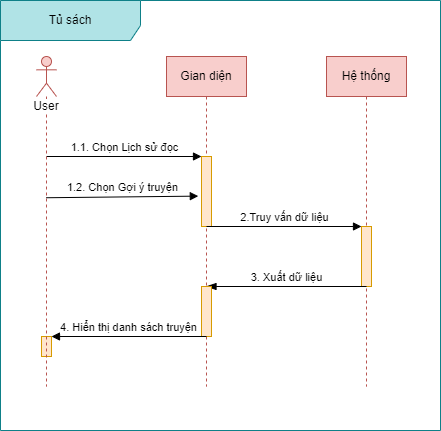 Tủ sách
User
Gian diện
Hệ thống
1.1. Chọn Lịch sử đọc
1.2. Chọn Gợi ý truyện
2.Truy vấn dữ liệu
3. Xuất dữ liệu
4. Hiển thị danh sách truyện